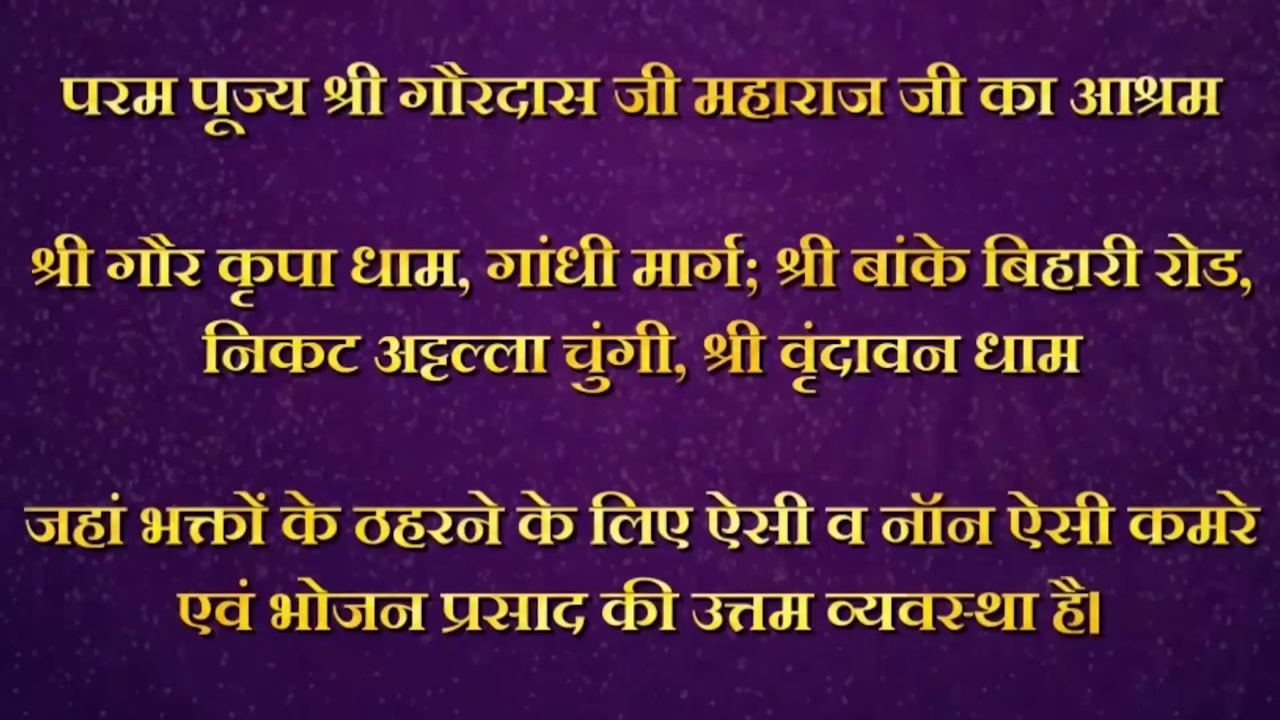 परम पूज्य श्री गौरदास जी महाराज जी का आश्रम
श्री गौर कृपा धाम, गांधी मार्ग; श्री बांके बिहारी रोड,
निकट अट्टल्ला चुंगी, श्री वृंदावन धाम
जहां भक्तों के ठहरने के लिए ऐसी व नॉन ऐसी कमरे
एवं भोजन प्रसाद की उत्तम व्यवस्था है।